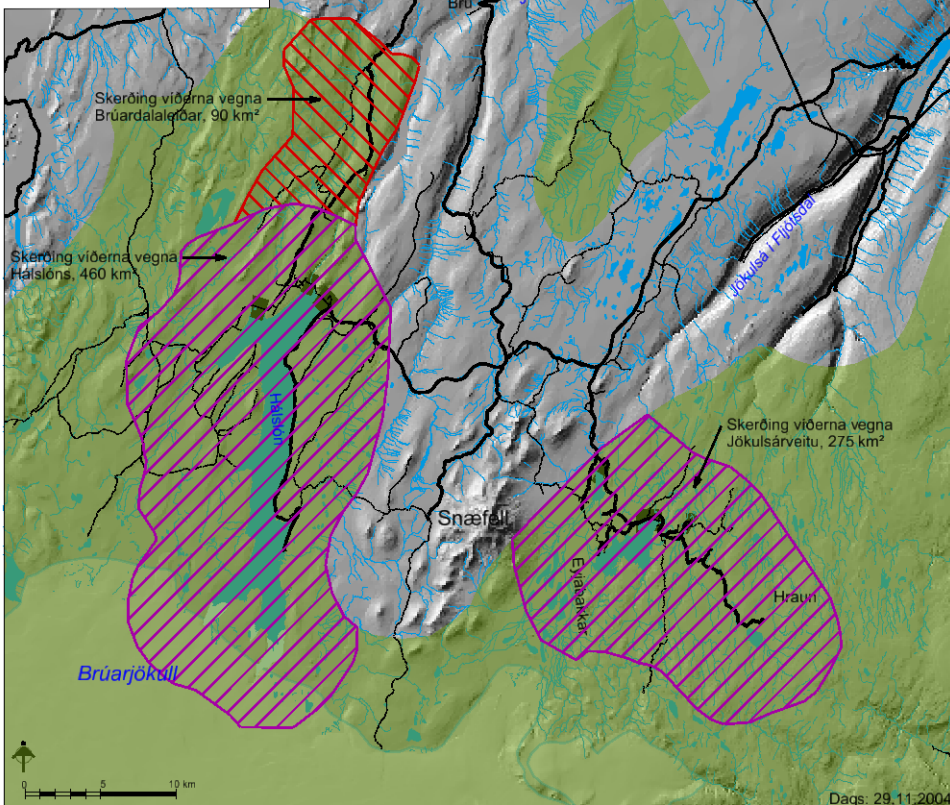 Brú
Skerðing víðerna vegna
Brúardalaleiðar, 90 km²
Jökulsá í Fljótsdal
Skerðing víðerna vegna
Hálslóns, 460 km²
Hálslón
Skerðing víðerna vegna
Jökulsárveitu, 275 km²
Snæfell
Eyjabakkar
Hraun
Brúarjökull
0 5 10 km
Dags: 29.11.200